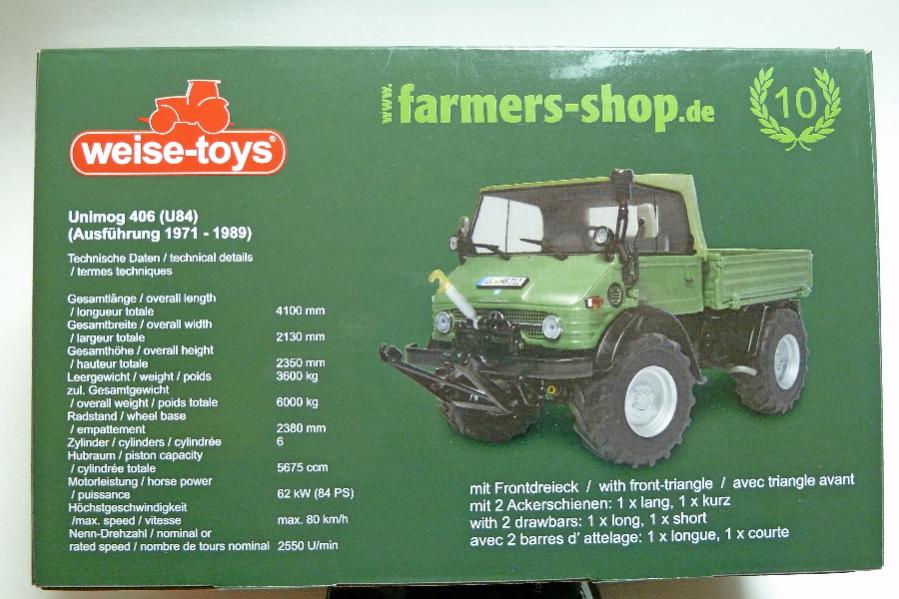 weise-toys®
www.farmers-shop.de
10
Unimog 406 (U84)
(Ausführung 1971 - 1989)
Technische Daten / technical details
/ termes techniques
Gesamtlänge / overall length
/ longueur totale 4100 mm
Gesamtbreite / overall width
/ largeur totale 2130 mm
Gesamthöhe / overall height
/ hauteur totale 2350 mm
Leergewicht / weight / poids 3600 kg
zul. Gesamtgewicht
/ overall weight / poids totale 6000 kg
Radstand / wheel base
/ empattement 2380 mm
Zylinder / cylinders / cylindrée 6
Hubraum / piston capacity
/ cylindrée totale 5675 ccm
Motorleistung / horse power
/ puissance 62 kW (84 PS)
Höchstgeschwindigkeit
/max. speed / vitesse max. 80 km/h
Nenn-Drehzahl / nominal or
rated speed / nombre de tours nominal 2550 U/min
mit Frontdreieck / with front-triangle / avec triangle avant
mit 2 Ackerschienen: 1 x lang, 1 x kurz
with 2 drawbars: 1 x long, 1 x short
avec 2 barres d' attelage: 1 x longue, 1 x courte